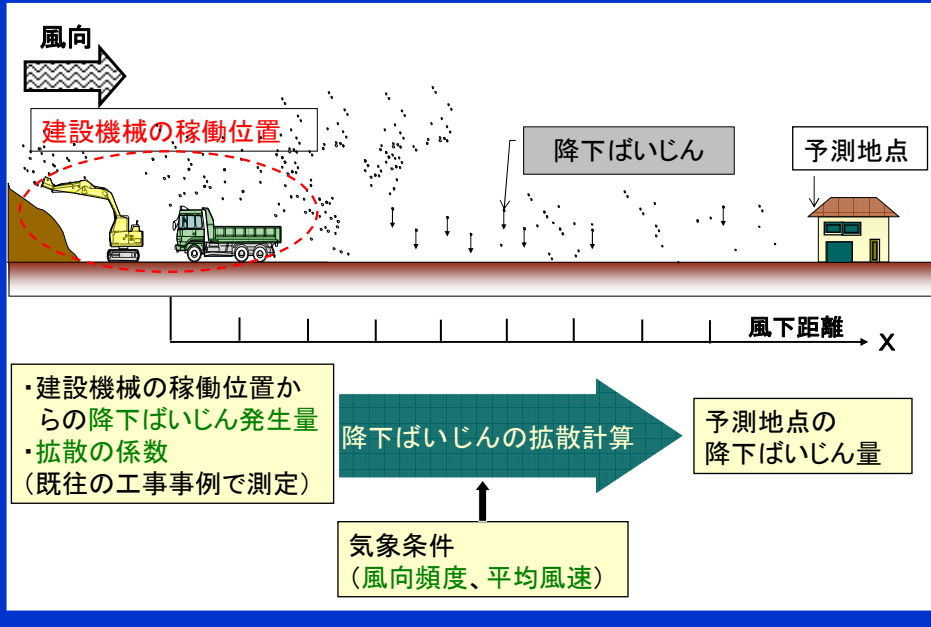 風向
建設機械の稼働位置
降下ばいじん
予測地点
風下距離
X
・建設機械の稼働位置か
らの降下ばいじん発生量
・拡散の係数
(既往の工事事例で測定)
降下ばいじんの拡散計算
予測地点の
降下ばいじん量
気象条件
(風向頻度、平均風速)